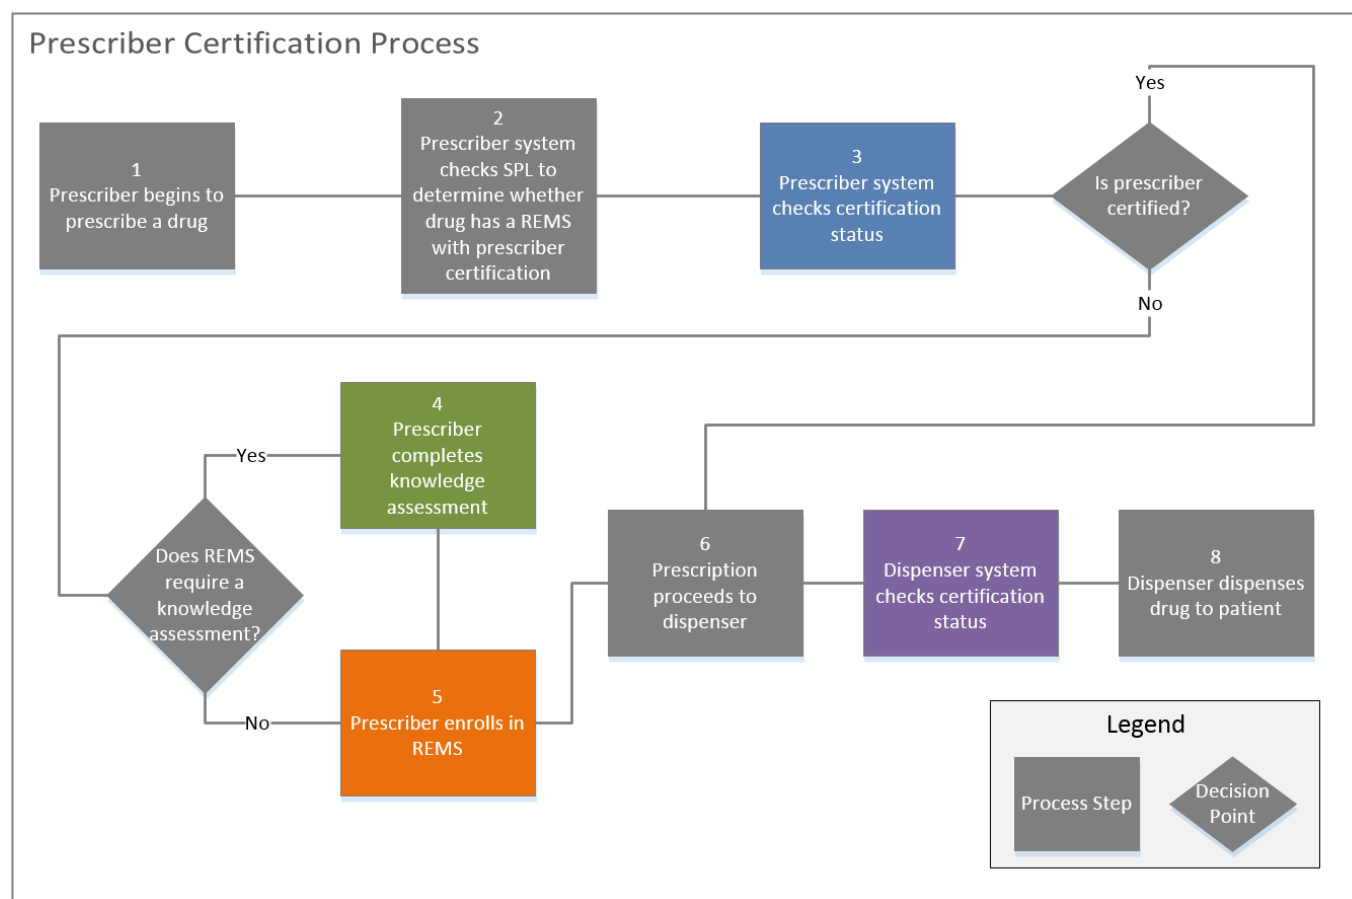 Prescriber Certification Process
1
Prescriber begins to
prescribe a drug
2
Prescriber system
checks SPL to
determine whether
drug has a REMS
with prescriber
certification
3
Prescriber system
checks certification
status
Yes
Is prescriber
certified?
No
Does REMS
require a
knowledge
assessment?
Yes
No
4
Prescriber
completes
knowledge
assessment
5
Prescriber enrolls in
REMS
6
Prescription
proceeds to
dispenser
7
Dispenser system
checks certification
status
8
Dispenser dispenses
drug to patient
Legend
Process Step
Decision
Point